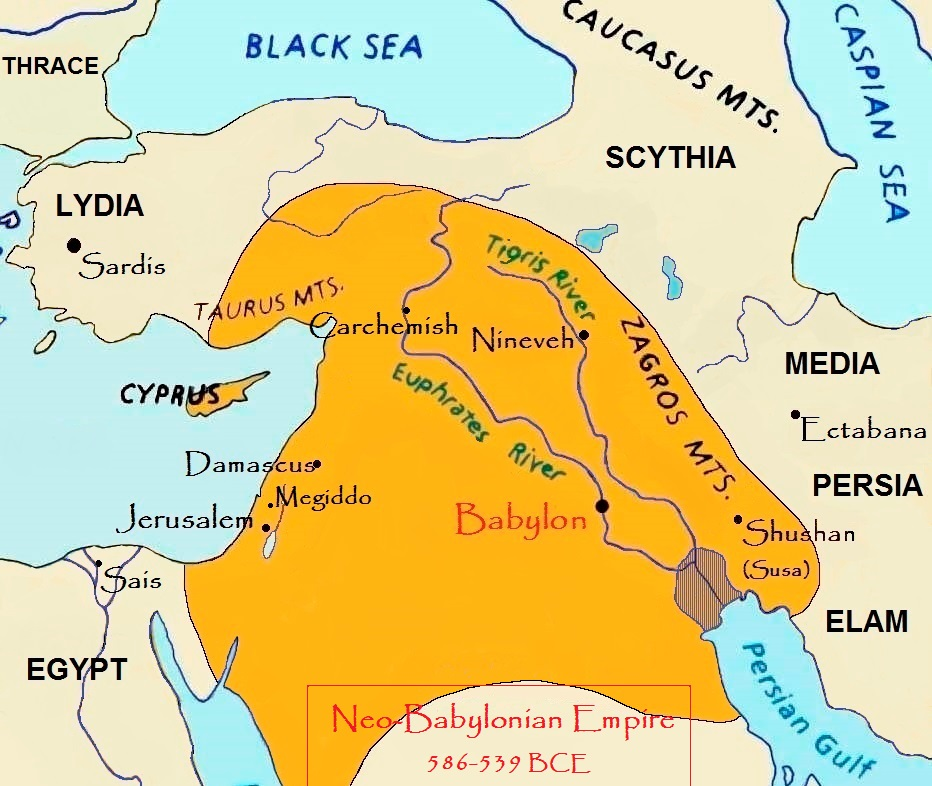 BLACK SEA
CAUCASUS MTS.
CASPIAN SEA
THRACE
SCYTHIA
LYDIA
Sardis
Tigris River
TAURUS MTS.
Carchemish
Nineveh
ZAGROS MTS.
MEDIA
CYPRUS
Euphrates River
Ectabana
Damascus
Megiddo
PERSIA
Jerusalem
Babylon
Shushan
(Susa)
Sais
ELAM
EGYPT
Persian Gulf
Neo-Babylonian Empire
586-539 BCE